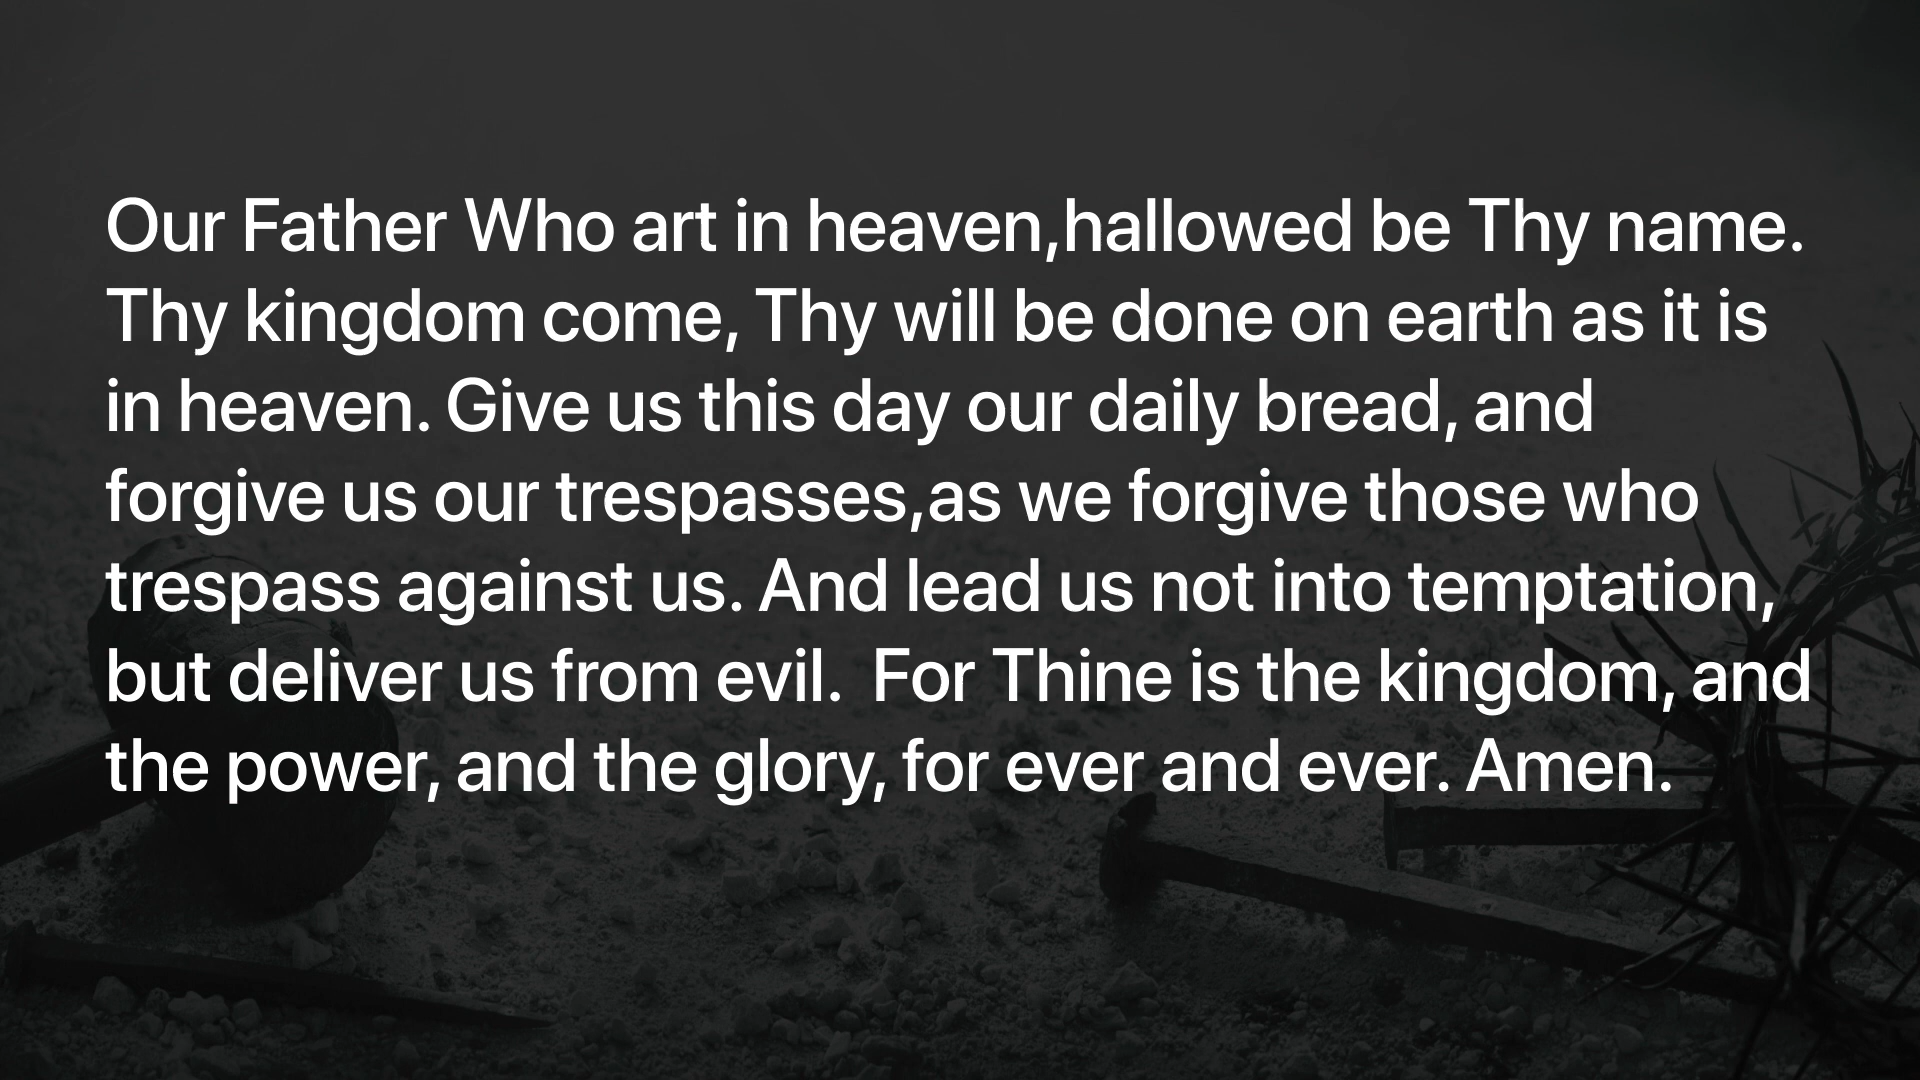 Our Father Who art in heaven,hallowed be Thy name.
Thy kingdom come, Thy will be done on earth as it is
in heaven. Give us this day our daily bread, and
forgive us our trespasses,as we forgive those who
trespass against us. And lead us not into temptation,
but deliver us from evil.  For Thine is the kingdom, and
the power, and the glory, for ever and ever. Amen.